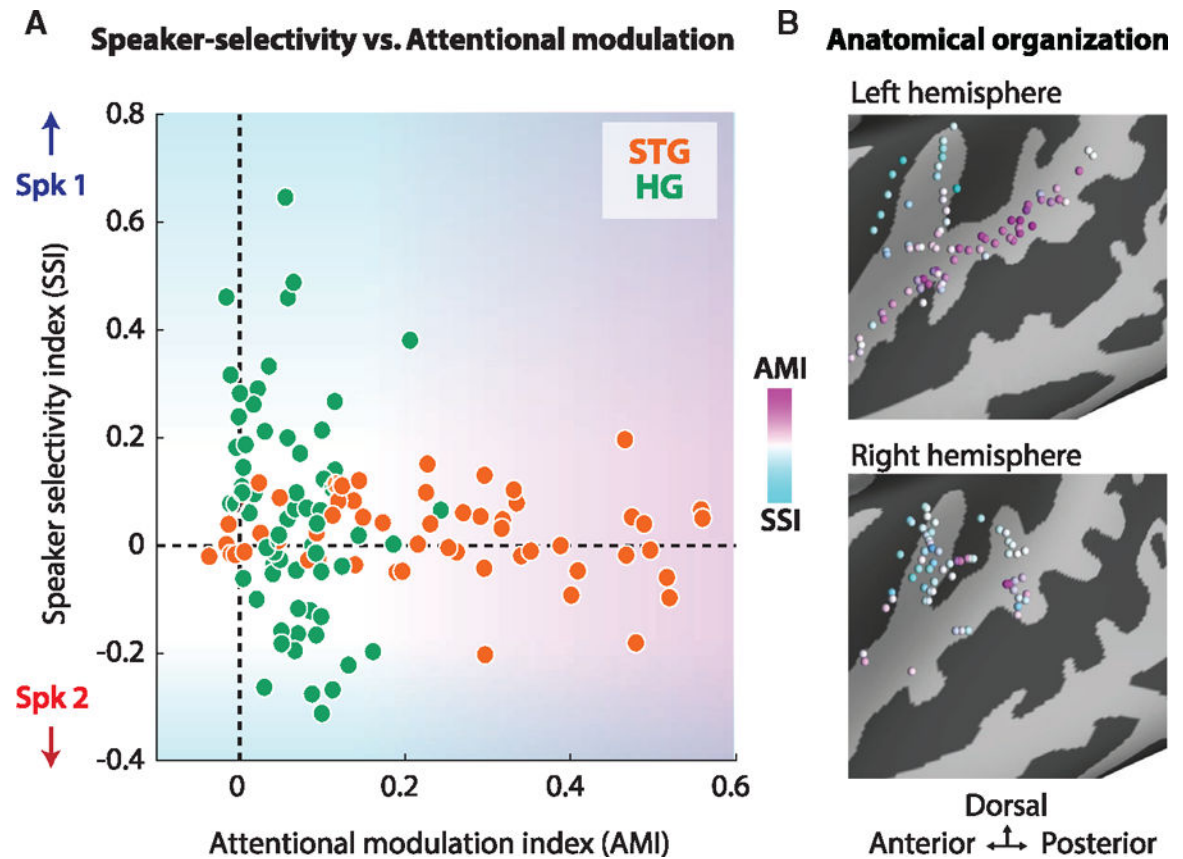 A
Speaker-selectivity vs. Attentional modulation
Spk 1
Speaker selectivity index (SSI)
Spk 2
0.8
0.6
0.4
0.2
0
-0.2
-0.4
STG
HG
0
0.2
0.4
0.6
Attentional modulation index (AMI)
B
Anatomical organization
Left hemisphere
AMI
SSI
Right hemisphere
Dorsal
Anterior
Posterior